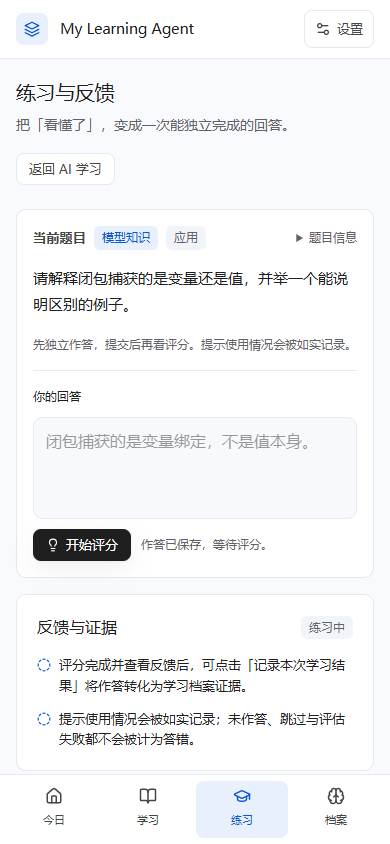 My Learning Agent
设置
练习与反馈
把「看懂了」，变成一次能独立完成的回答。
返回 AI 学习
当前题目
模型知识
应用
▶ 题目信息
请解释闭包捕获的是变量还是值，并举一个能说
明区别的例子。
先独立作答，提交后再看评分。提示使用情况会被如实记录。
你的回答
闭包捕获的是变量绑定，不是值本身。
开始评分
作答已保存，等待评分。
反馈与证据
练习中
评分完成并查看反馈后，可点击「记录本次学习结
果」将作答转化为学习档案证据。
提示使用情况会被如实记录；未作答、跳过与评估
失败都不会被计为答错。
今日
学习
练习
档案